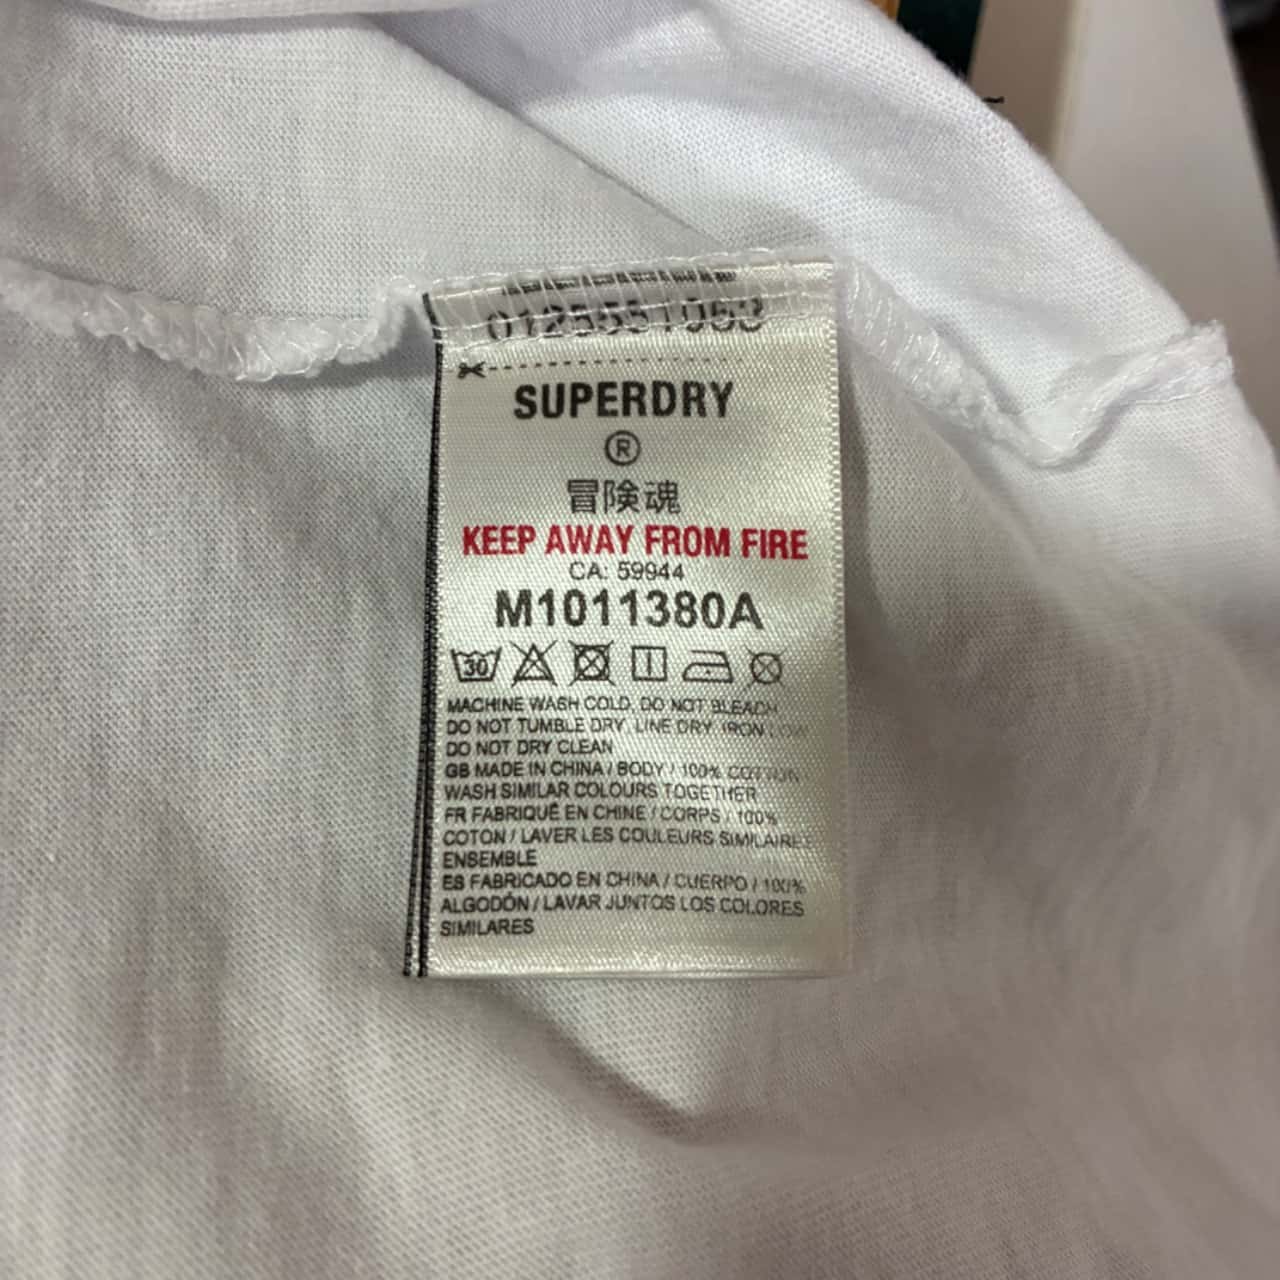 SUPERDRY
®
冒険魂
KEEP AWAY FROM FIRE
CA: 59944
M1011380A
30
MACHINE WASH COLD, DO NOT BLEACH
DO NOT TUMBLE DRY, LINE DRY, IRON LOW
DO NOT DRY CLEAN
GB MADE IN CHINA / BODY / 100% COTTON
WASH SIMILAR COLOURS TOGETHER
FR FABRIQUÉ EN CHINE / CORPS / 100%
COTON / LAVER LES COULEURS SIMILAIRES
ENSEMBLE
ES FABRICADO EN CHINA / CUERPO / 100%
ALGODÓN / LAVAR JUNTOS LOS COLORES
SIMILARES